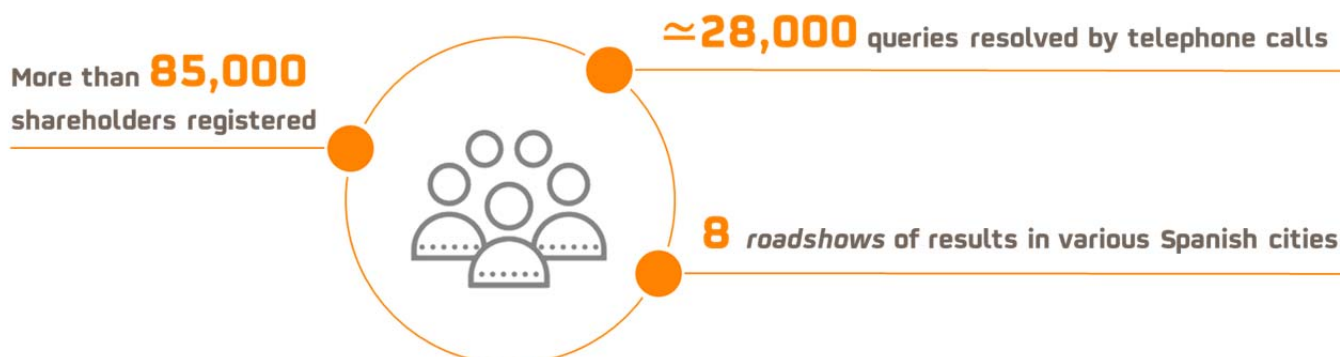 More than 85,000
shareholders registered
≃28,000 queries resolved by telephone calls
8 roadshows of results in various Spanish cities